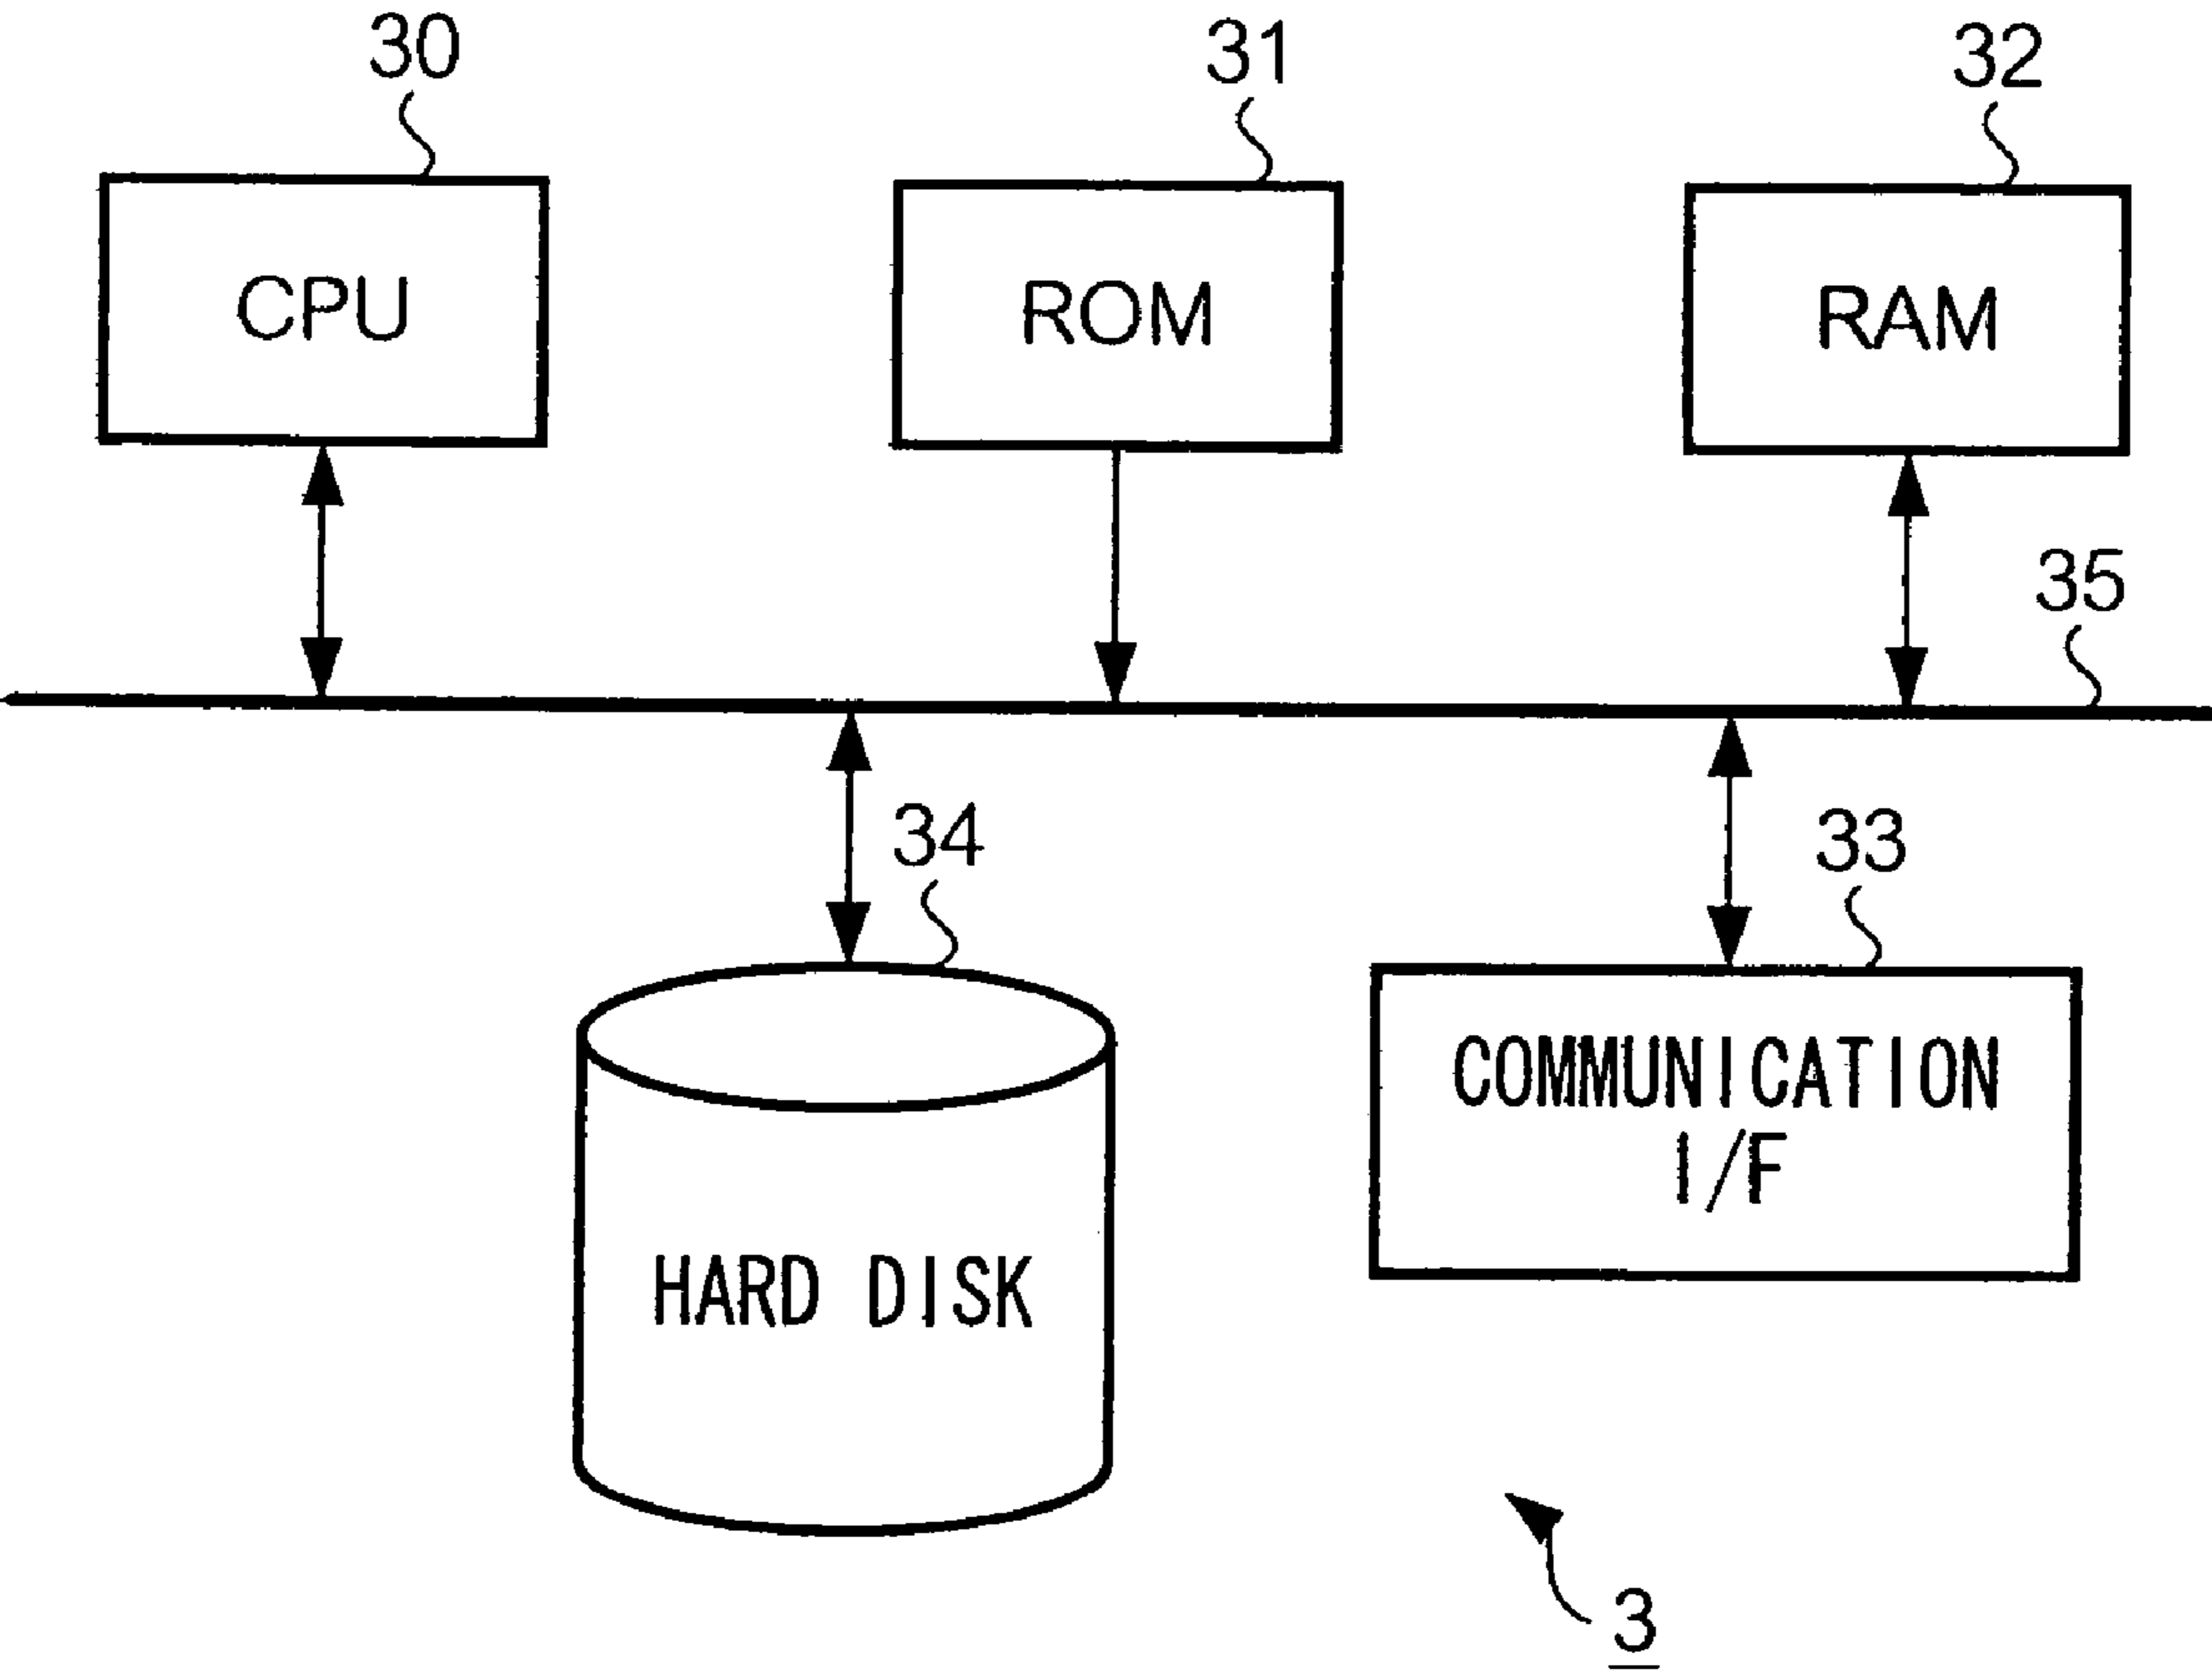 30
31
32
CPU
ROM
RAM
35
34
33
COMMUNICATION
I/F
HARD DISK
3